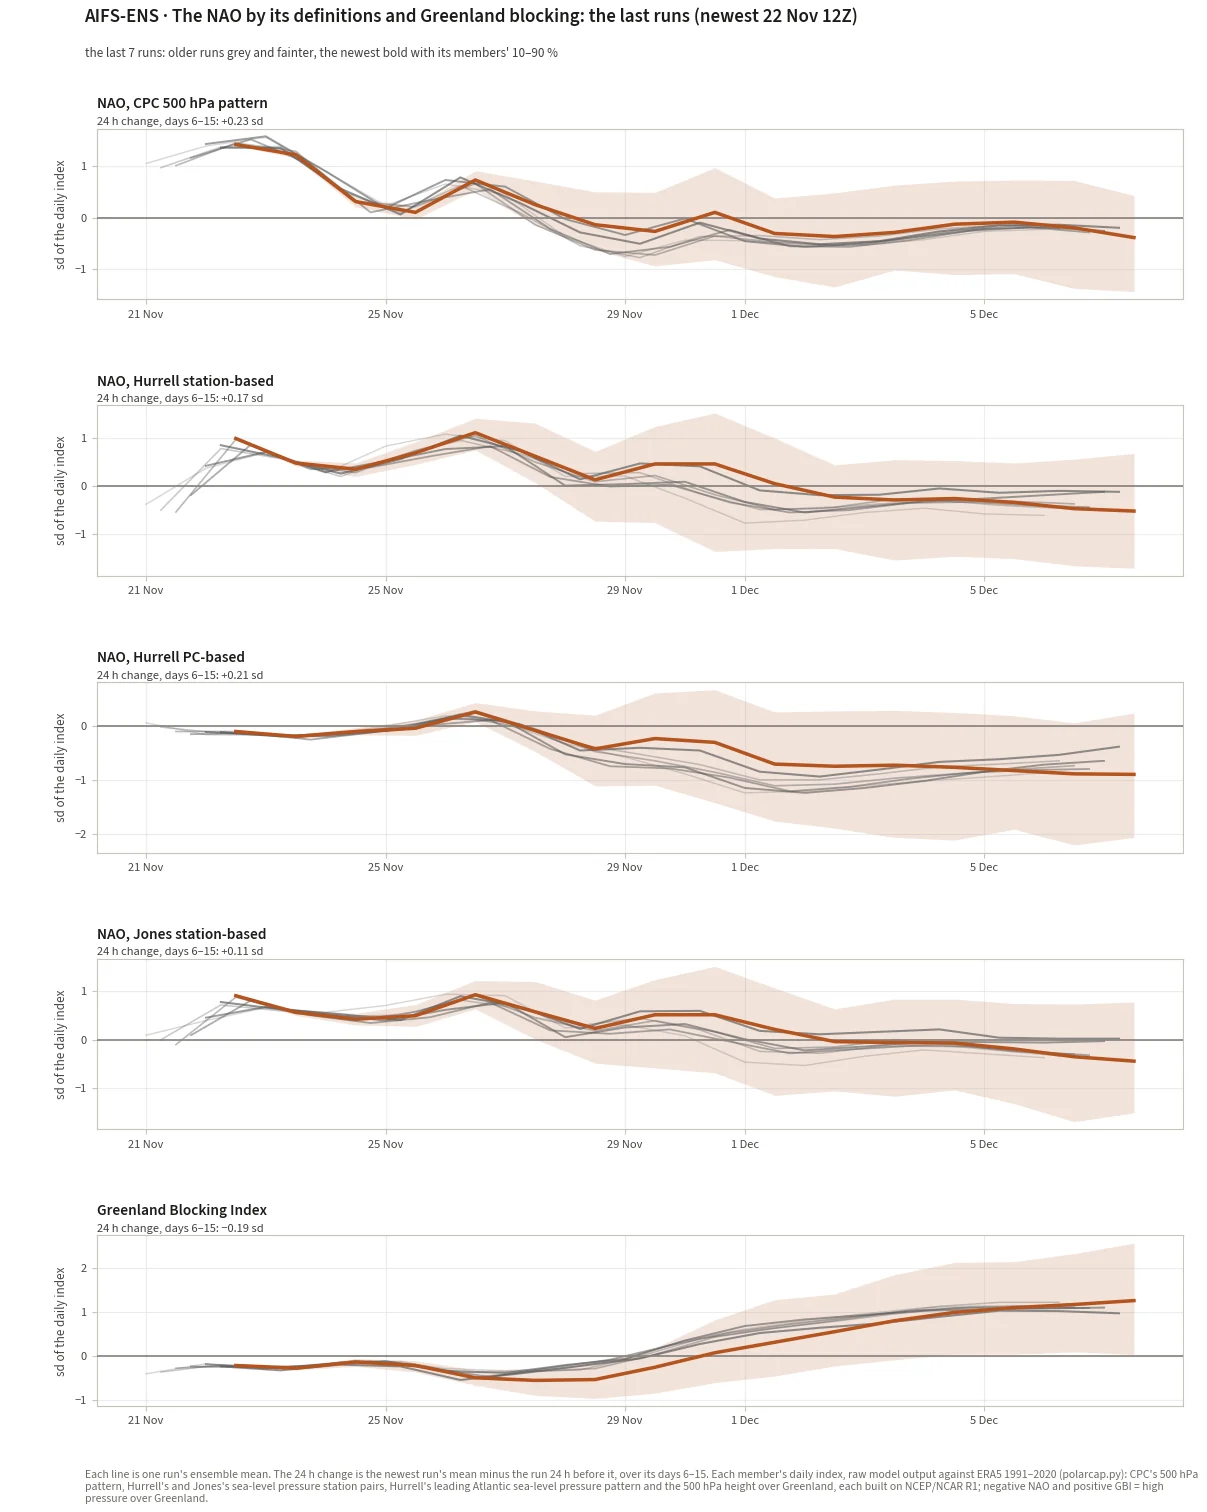 AIFS-ENS · The NAO by its definitions and Greenland blocking: the last runs (newest 22 Nov 12Z)
the last 7 runs: older runs grey and fainter, the newest bold with its members' 10–90 %
NAO, CPC 500 hPa pattern
24 h change, days 6–15: +0.23 sd
sd of the daily index
1
0
−1
21 Nov
25 Nov
29 Nov
1 Dec
5 Dec
NAO, Hurrell station-based
24 h change, days 6–15: +0.17 sd
sd of the daily index
1
0
−1
21 Nov
25 Nov
29 Nov
1 Dec
5 Dec
NAO, Hurrell PC-based
24 h change, days 6–15: +0.21 sd
sd of the daily index
0
−1
−2
21 Nov
25 Nov
29 Nov
1 Dec
5 Dec
NAO, Jones station-based
24 h change, days 6–15: +0.11 sd
sd of the daily index
1
0
−1
21 Nov
25 Nov
29 Nov
1 Dec
5 Dec
Greenland Blocking Index
24 h change, days 6–15: −0.19 sd
sd of the daily index
2
1
0
−1
21 Nov
25 Nov
29 Nov
1 Dec
5 Dec
Each line is one run's ensemble mean. The 24 h change is the newest run's mean minus the run 24 h before it, over its days 6–15. Each member's daily index, raw model output against ERA5 1991–2020 (polarcap.py): CPC's 500 hPa
pattern, Hurrell's and Jones's sea-level pressure station pairs, Hurrell's leading Atlantic sea-level pressure pattern and the 500 hPa height over Greenland, each built on NCEP/NCAR R1; negative NAO and positive GBI = high
pressure over Greenland.